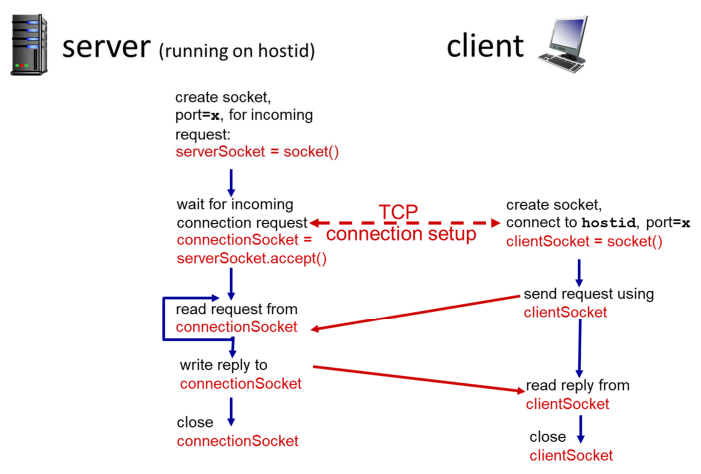 server (running on hostid)
client
create socket,
port=x, for incoming
request:
serverSocket = socket()
wait for incoming
connection request
connectionSocket =
serverSocket.accept()
TCP
connection setup
create socket,
connect to hostid, port=x
clientSocket = socket()
read request from
connectionSocket
send request using
clientSocket
write reply to
connectionSocket
read reply from
clientSocket
close
connectionSocket
close
clientSocket